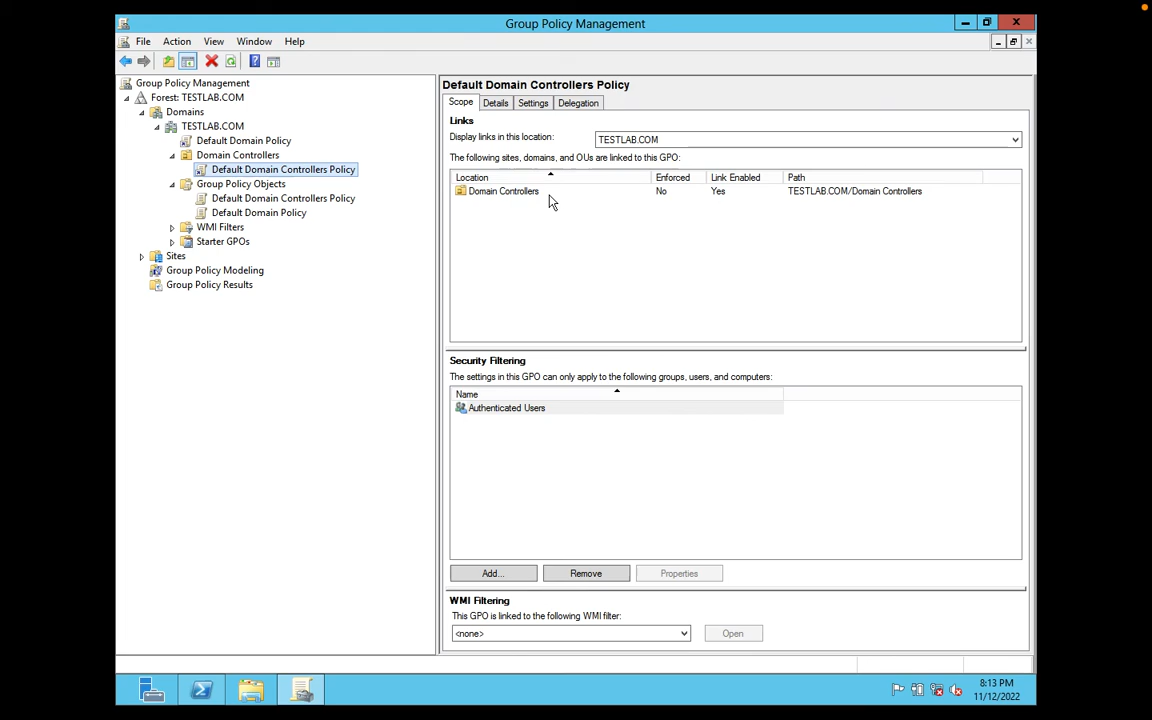 Group Policy Management
File Action View Window Help
Group Policy Management
Forest: TESTLAB.COM
Domains
TESTLAB.COM
Default Domain Policy
Domain Controllers
Default Domain Controllers Policy
Group Policy Objects
Default Domain Controllers Policy
Default Domain Policy
WMI Filters
Starter GPOs
Sites
Group Policy Modeling
Group Policy Results
Default Domain Controllers Policy
Scope Details Settings Delegation
Links
Display links in this location: TESTLAB.COM
The following sites, domains, and OUs are linked to this GPO:
Location Enforced Link Enabled Path
Domain Controllers No Yes TESTLAB.COM/Domain Controllers
Security Filtering
The settings in this GPO can only apply to the following groups, users, and computers:
Name
Authenticated Users
Add... Remove Properties
WMI Filtering
This GPO is linked to the following WMI filter:
<none> Open
8:13 PM
11/12/2022